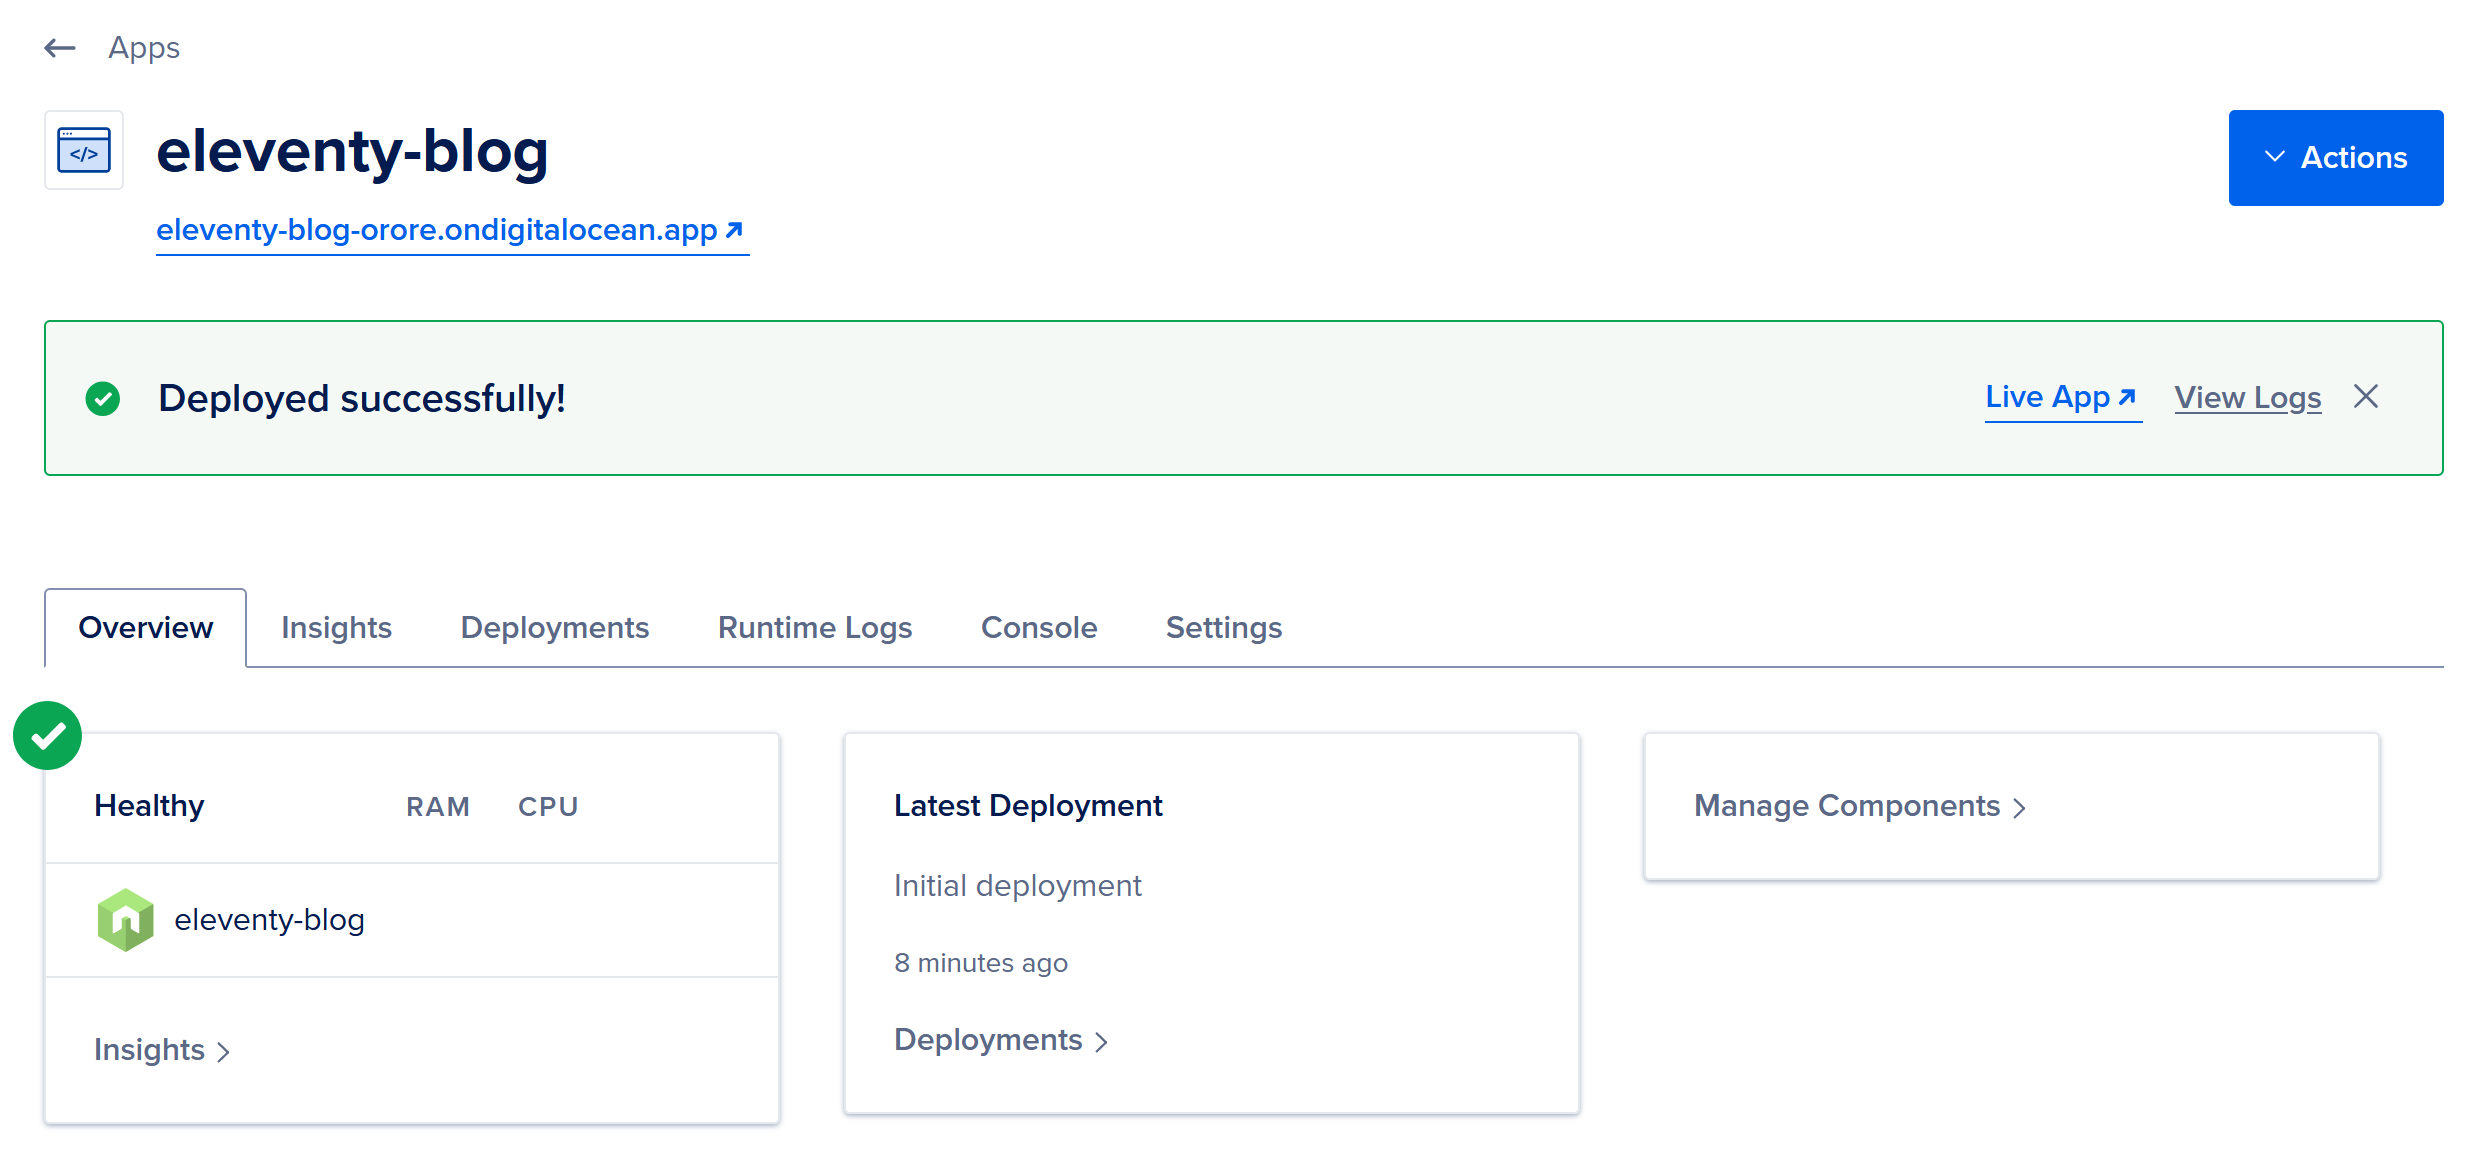 Apps
</>
eleventy-blog
Actions
eleventy-blog-orore.ondigitalocean.app
Deployed successfully!
Live App
View Logs
Overview
Insights
Deployments
Runtime Logs
Console
Settings
Healthy
RAM
CPU
eleventy-blog
Insights
Latest Deployment
Initial deployment
8 minutes ago
Deployments
Manage Components